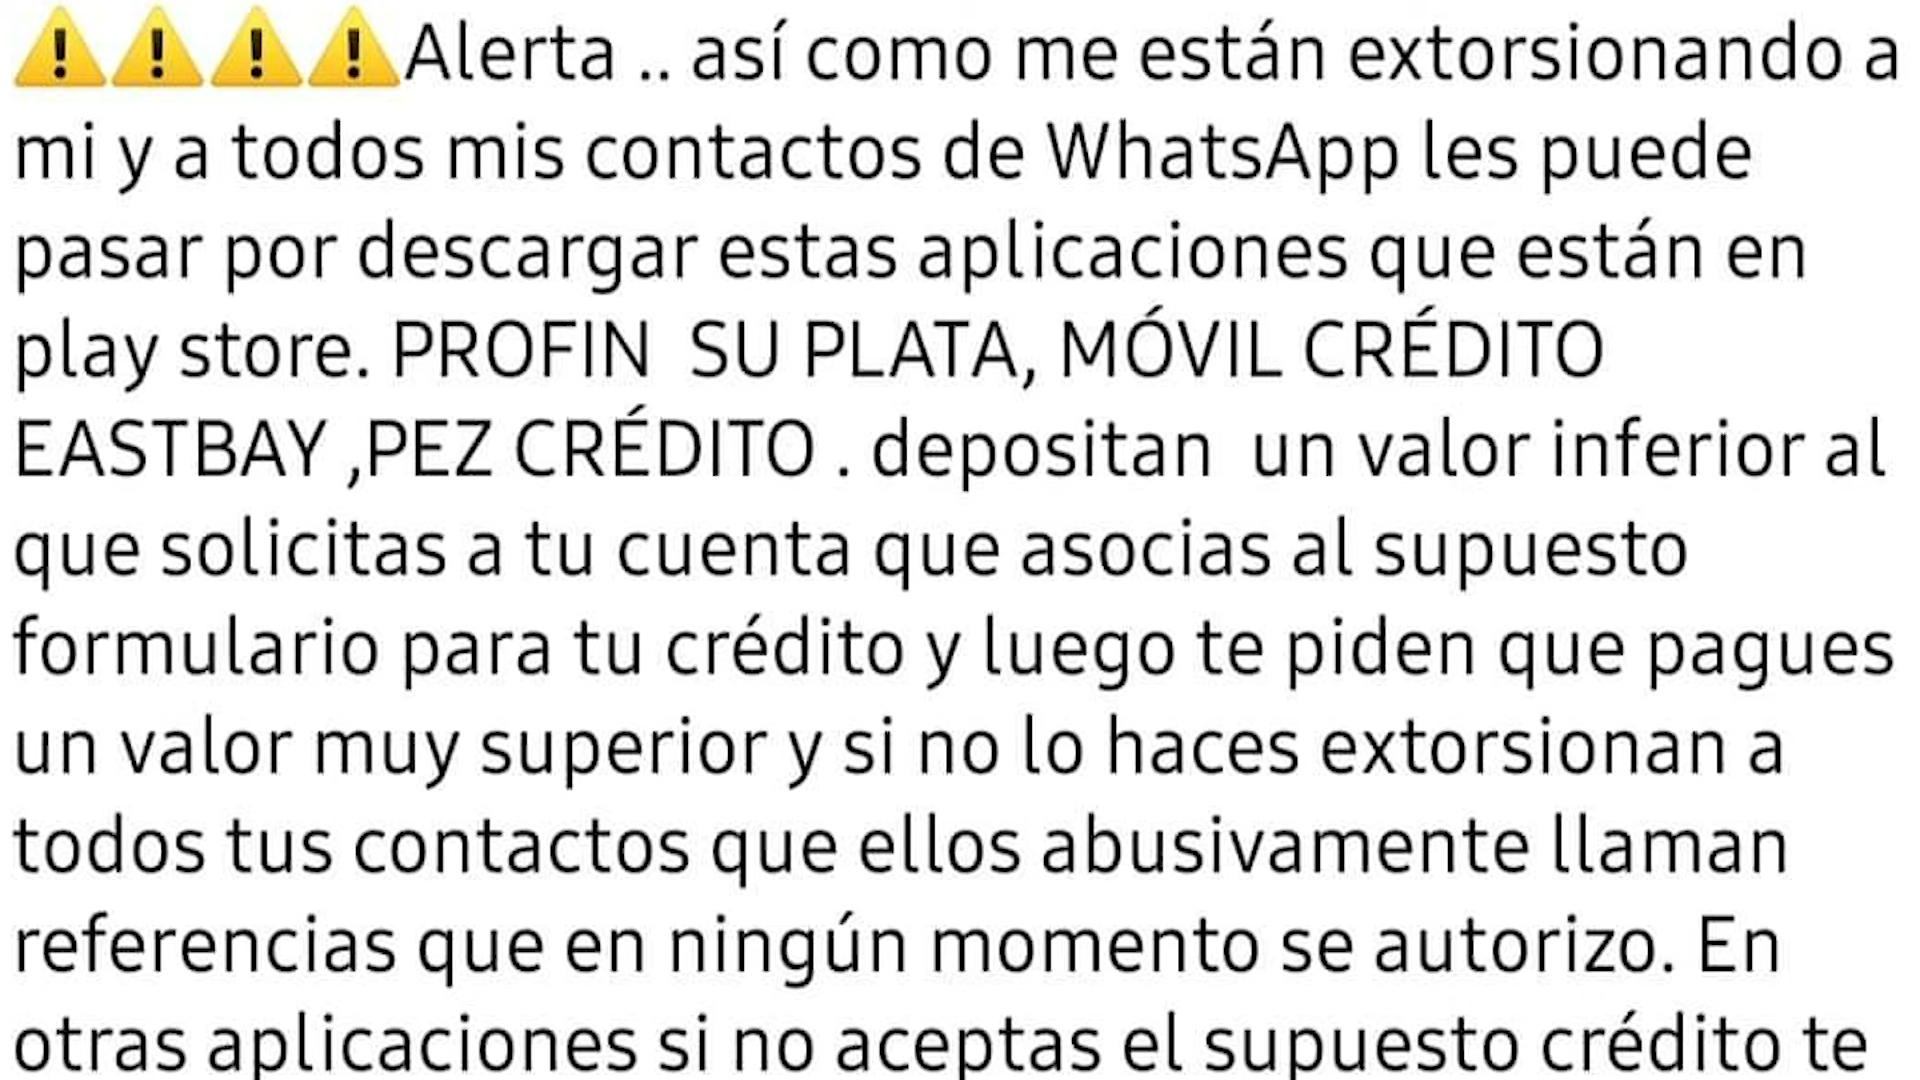 ⚠️⚠️⚠️⚠️Alerta .. así como me están extorsionando a
mi y a todos mis contactos de WhatsApp les puede
pasar por descargar estas aplicaciones que están en
play store. PROFIN  SU PLATA, MÓVIL CRÉDITO
EASTBAY ,PEZ CRÉDITO . depositan  un valor inferior al
que solicitas a tu cuenta que asocias al supuesto
formulario para tu crédito y luego te piden que pagues
un valor muy superior y si no lo haces extorsionan a
todos tus contactos que ellos abusivamente llaman
referencias que en ningún momento se autorizo. En
otras aplicaciones si no aceptas el supuesto crédito te